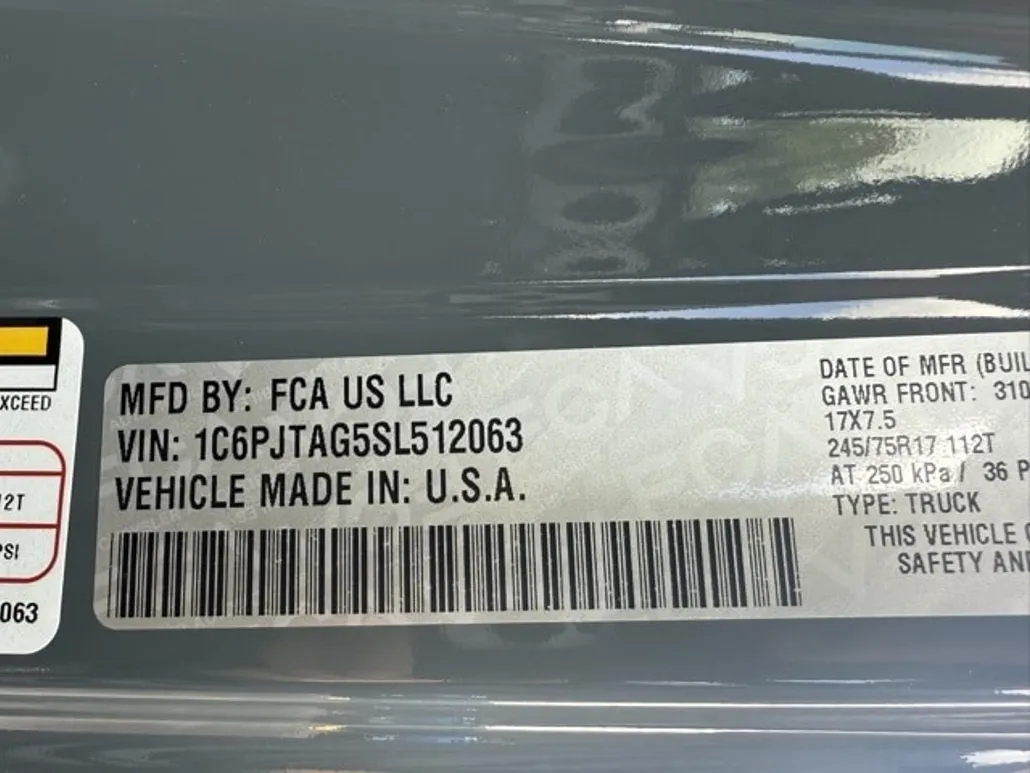 XCEED
2T
PSI
063
MFD BY: FCA US LLC
VIN: 1C6PJTAG5SL512063
VEHICLE MADE IN: U.S.A.
DATE OF MFR (BUIL
GAWR FRONT: 310
17X7.5
245/75R17 112T
AT 250 kPa / 36 P
TYPE: TRUCK
THIS VEHICLE
SAFETY AN